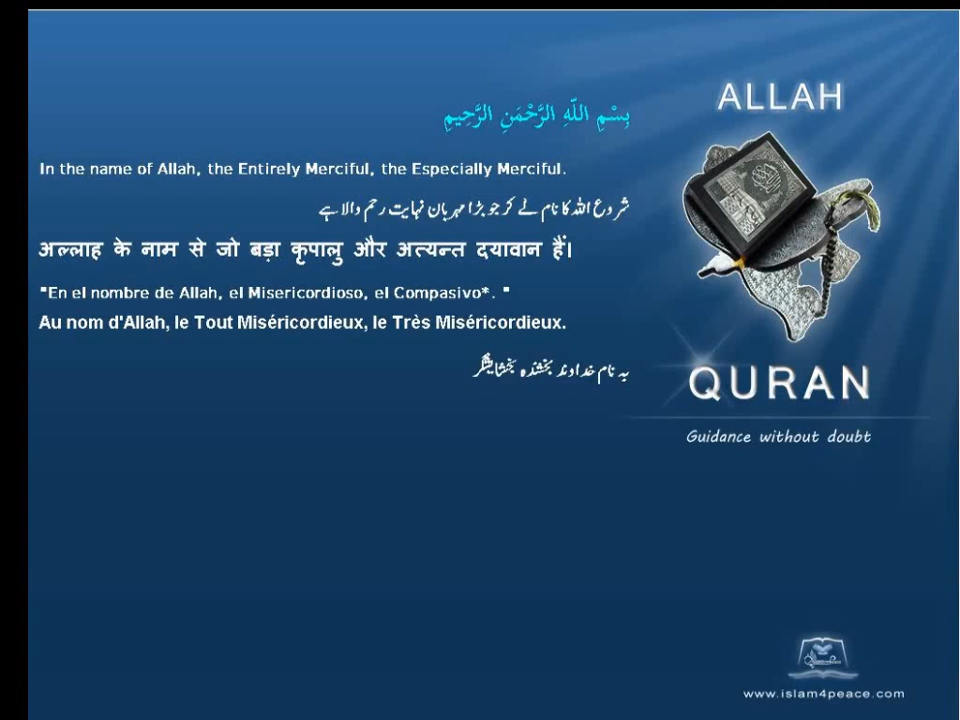 بِسْمِ اللَّهِ الرَّحْمَنِ الرَّحِيمِ
In the name of Allah, the Entirely Merciful, the Especially Merciful.
شروع الله کا نام لے کر جو بڑا مہربان نہایت رحم والا ہے
अल्लाह के नाम से जो बड़ा कृपालु और अत्यन्त दयावान हैं।
"En el nombre de Allah, el Misericordioso, el Compasivo*. "
Au nom d'Allah, le Tout Miséricordieux, le Très Miséricordieux.
به نام خداوند بخشنده بخشایشگر
ALLAH
QURAN
Guidance without doubt
www.islam4peace.com